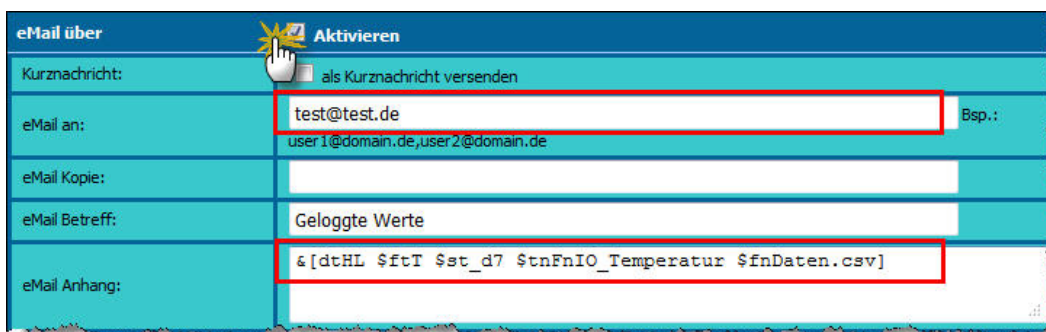 eMail über Aktivieren
Kurznachricht: als Kurznachricht versenden
eMail an: test@test.de Bsp.:
user1@domain.de,user2@domain.de
eMail Kopie:
eMail Betreff: Geloggte Werte
eMail Anhang: &[dtHL $ftT $st_d7 $tnFnIO_Temperatur $fnDaten.csv]